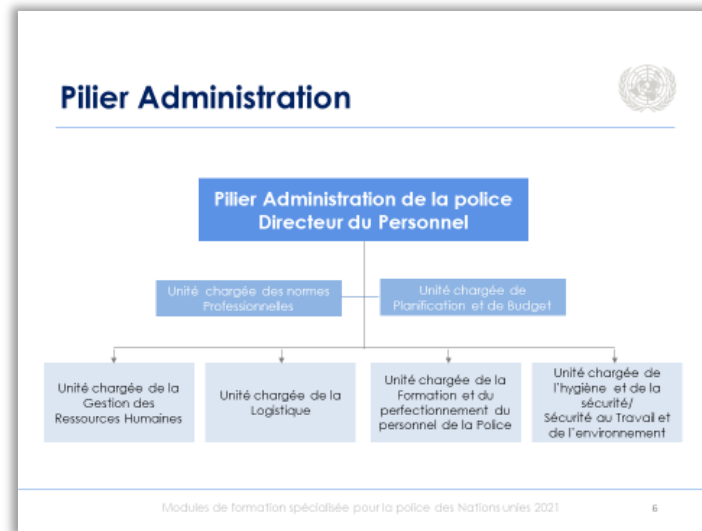 Pilier Administration
Pilier Administration de la police
Directeur du Personnel
Unité chargée des normes
Professionnelles
Unité chargée de
Planification et de Budget
Unité chargée de la
Gestion des
Ressources Humaines
Unité chargée de la
Logistique
Unité chargée de la
Formation et du
perfectionnement du
personnel de la Police
Unité chargée de
l'hygiène et de la
sécurité/
Sécurité au Travail et
de l'environnement
Modules de formation spécialisée pour la police des Nations unies 2021
6